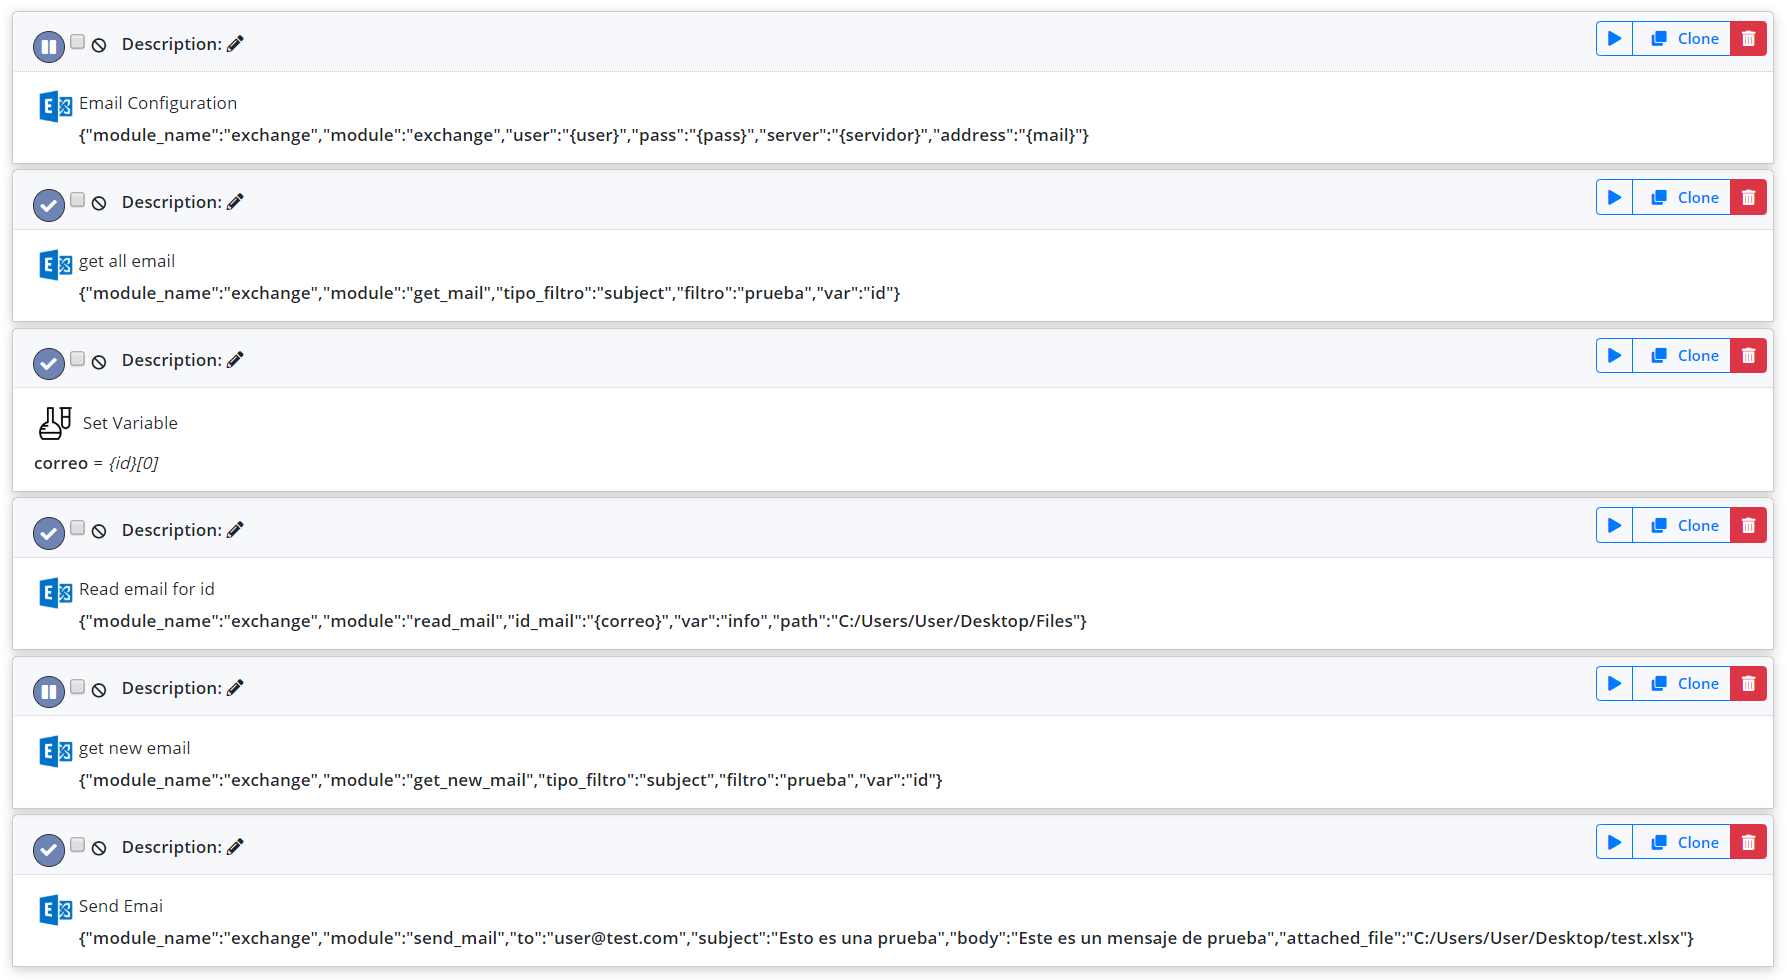 Description:
Clone
Email Configuration
{"module_name":"exchange","module":"exchange","user":"{user}","pass":"{pass}","server":"{servidor}","address":"{mail}"}
Description:
Clone
get all email
{"module_name":"exchange","module":"get_mail","tipo_filtro":"subject","filtro":"prueba","var":"id"}
Description:
Clone
Set Variable
correo = {id}[0]
Description:
Clone
Read email for id
{"module_name":"exchange","module":"read_mail","id_mail":"{correo}","var":"info","path":"C:/Users/User/Desktop/Files"}
Description:
Clone
get new email
{"module_name":"exchange","module":"get_new_mail","tipo_filtro":"subject","filtro":"prueba","var":"id"}
Description:
Clone
Send Emai
{"module_name":"exchange","module":"send_mail","to":"user@test.com","subject":"Esto es una prueba","body":"Este es un mensaje de prueba","attached_file":"C:/Users/User/Desktop/test.xlsx"}